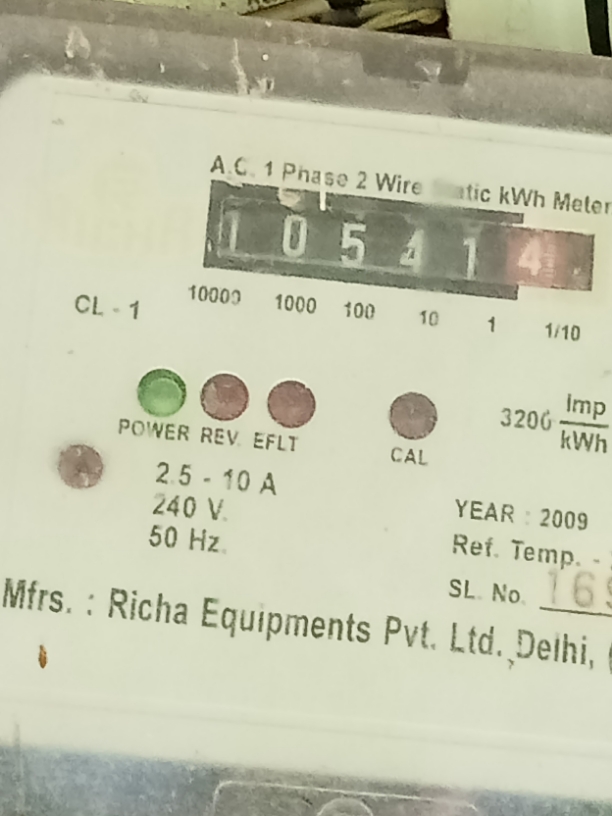 A.C. 1 Phase 2 Wire kWh Meter
1 0 5 4 1 4
10000 1000 100 10 1 1/10
CL - 1
POWER REV. EFLT
CAL
3200 Imp
kWh
2.5 - 10 A
240 V.
50 Hz.
YEAR : 2009
Ref. Temp. -
SL. No. 169
Mfrs. : Richa Equipments Pvt. Ltd., Delhi, (